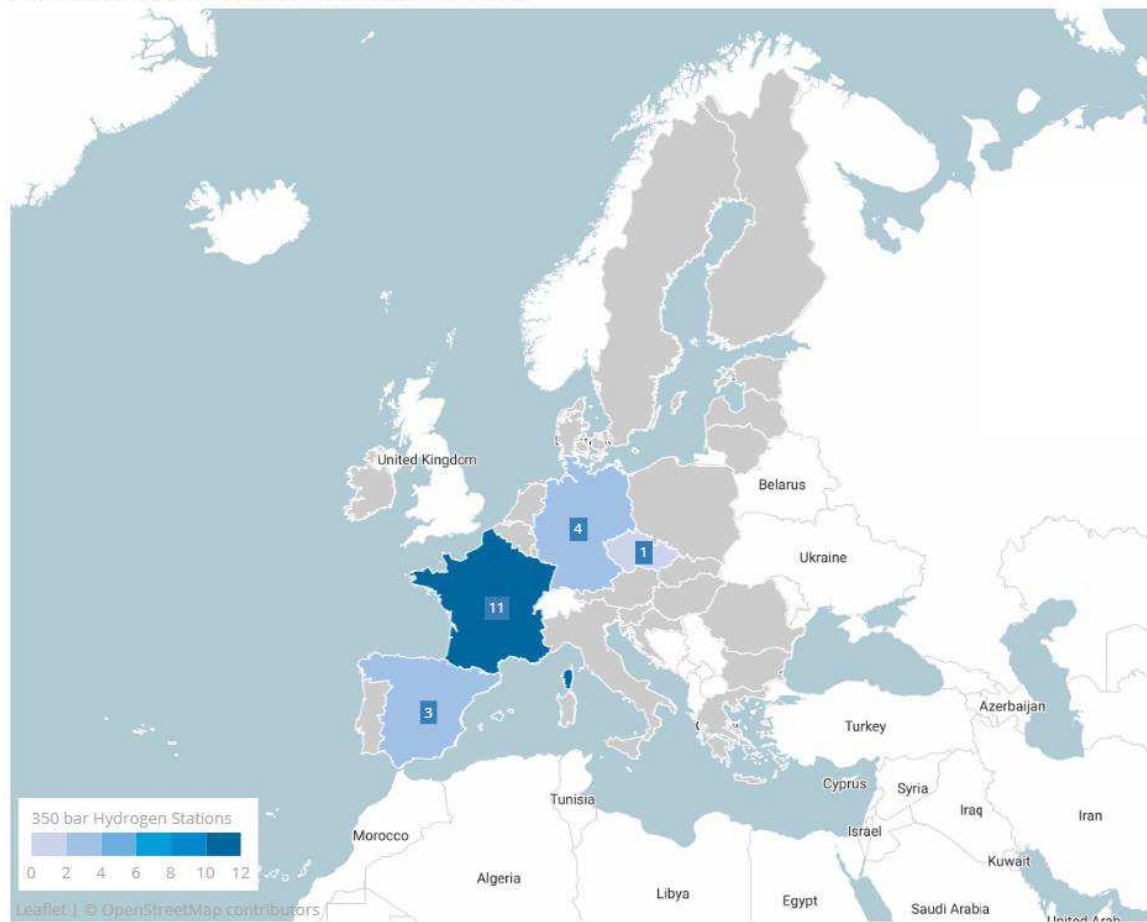 United Kingdom
Belarus
4
1
Ukraine
11
3
Azerbaijan
Turkey
Cyprus
Syria
Tunisia
Iraq
Iran
Israel
Morocco
Kuwait
Algeria
Libya
Egypt
Saudi Arabia
350 bar Hydrogen Stations
0 2 4 6 8 10 12
Leaflet | © OpenStreetMap contributors